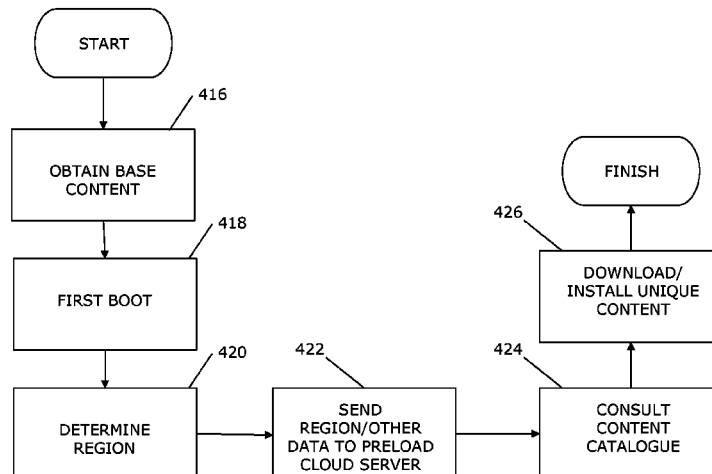 START
416
OBTAIN BASE
CONTENT
418
FIRST BOOT
420
DETERMINE
REGION
422
SEND
REGION/OTHER
DATA TO PRELOAD
CLOUD SERVER
424
CONSULT
CONTENT
CATALOGUE
426
DOWNLOAD/
INSTALL UNIQUE
CONTENT
FINISH